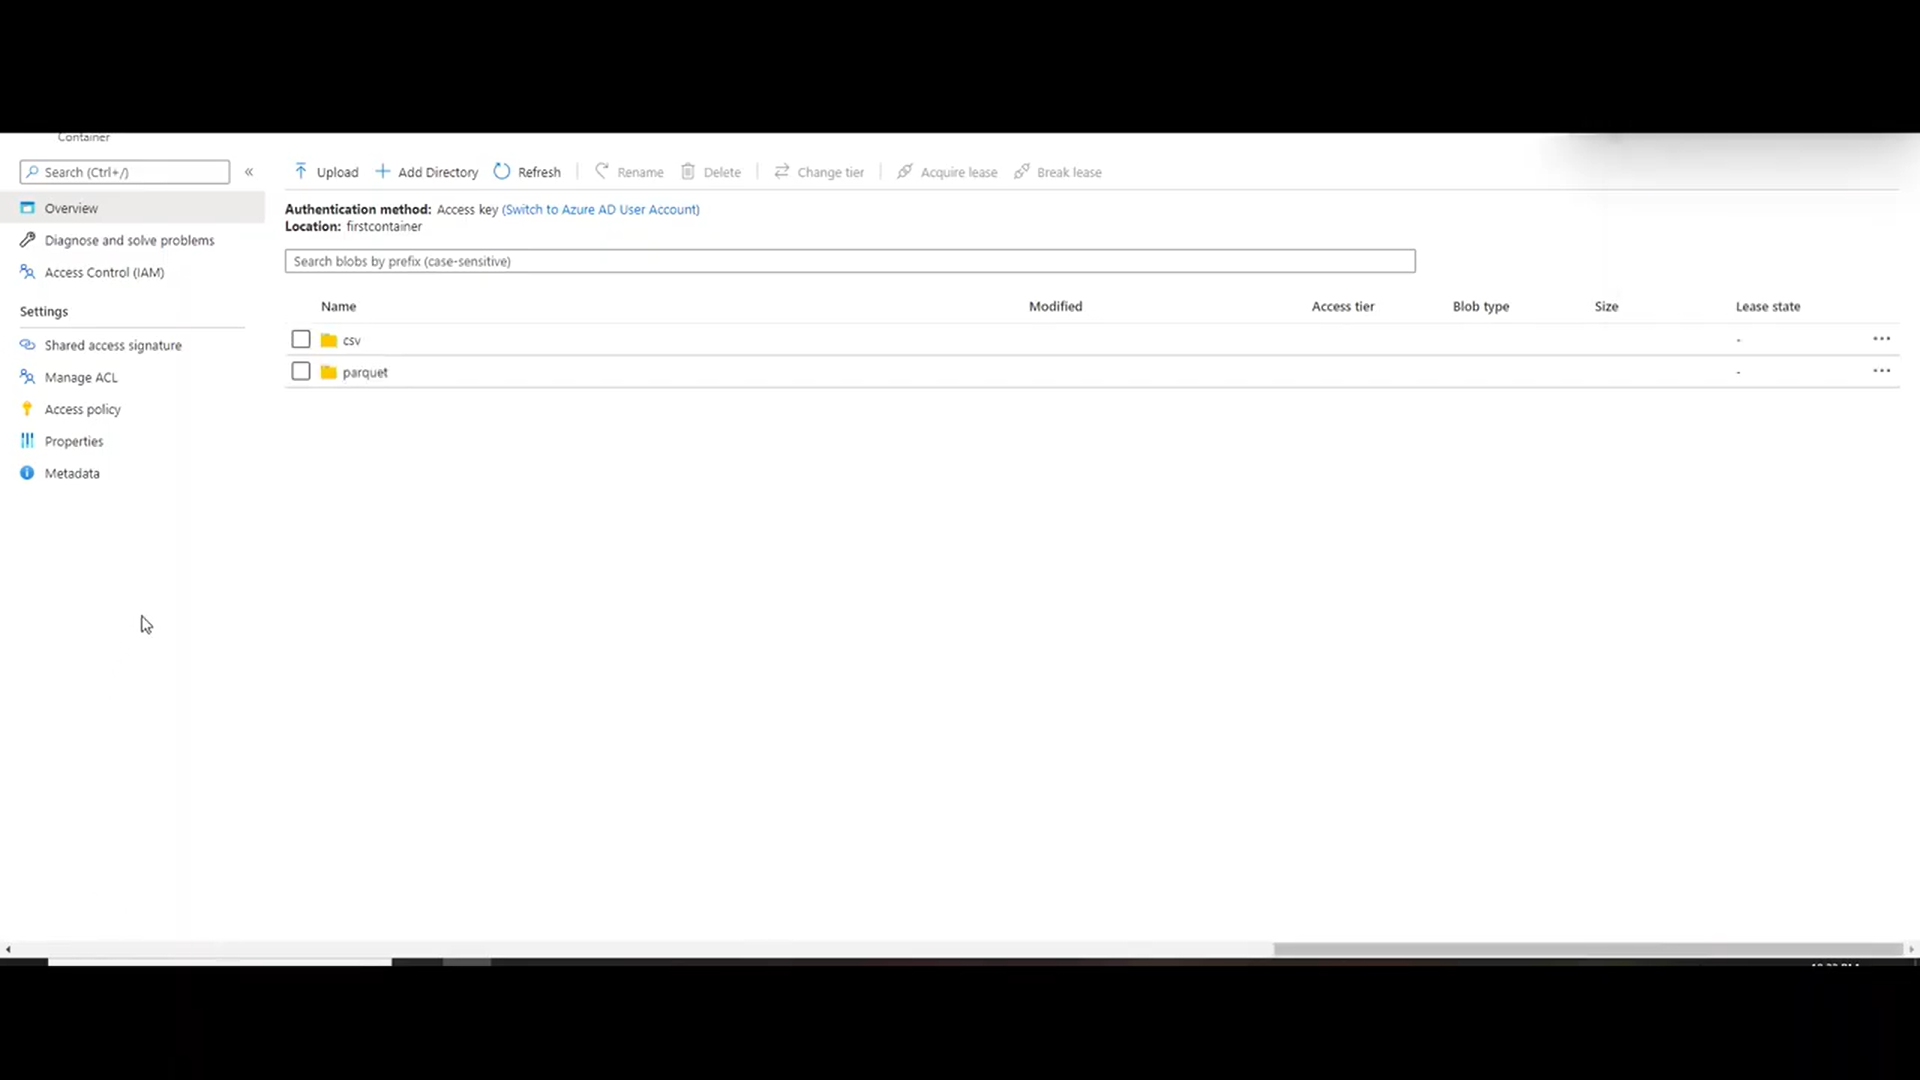 Container
Search (Ctrl+/) «
Upload Add Directory Refresh Rename Delete Change tier Acquire lease Break lease
Overview
Authentication method: Access key (Switch to Azure AD User Account)
Location: firstcontainer
Diagnose and solve problems
Search blobs by prefix (case-sensitive)
Access Control (IAM)
Settings
Name Modified Access tier Blob type Size Lease state
csv - ...
parquet - ...
Shared access signature
Manage ACL
Access policy
Properties
Metadata